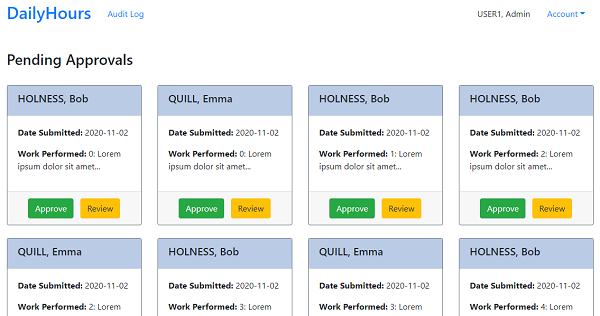 DailyHours Audit Log USER1, Admin Account
Pending Approvals
HOLNESS, Bob
Date Submitted: 2020-11-02
Work Performed: 0: Lorem
ipsum dolor sit amet...
Approve Review
QUILL, Emma
Date Submitted: 2020-11-02
Work Performed: 0: Lorem
ipsum dolor sit amet...
Approve Review
HOLNESS, Bob
Date Submitted: 2020-11-02
Work Performed: 1: Lorem
ipsum dolor sit amet...
Approve Review
HOLNESS, Bob
Date Submitted: 2020-11-02
Work Performed: 2: Lorem
ipsum dolor sit amet...
Approve Review
QUILL, Emma
Date Submitted: 2020-11-02
Work Performed: 2: Lorem
HOLNESS, Bob
Date Submitted: 2020-11-02
Work Performed: 3: Lorem
QUILL, Emma
Date Submitted: 2020-11-02
Work Performed: 3: Lorem
HOLNESS, Bob
Date Submitted: 2020-11-02
Work Performed: 4: Lorem